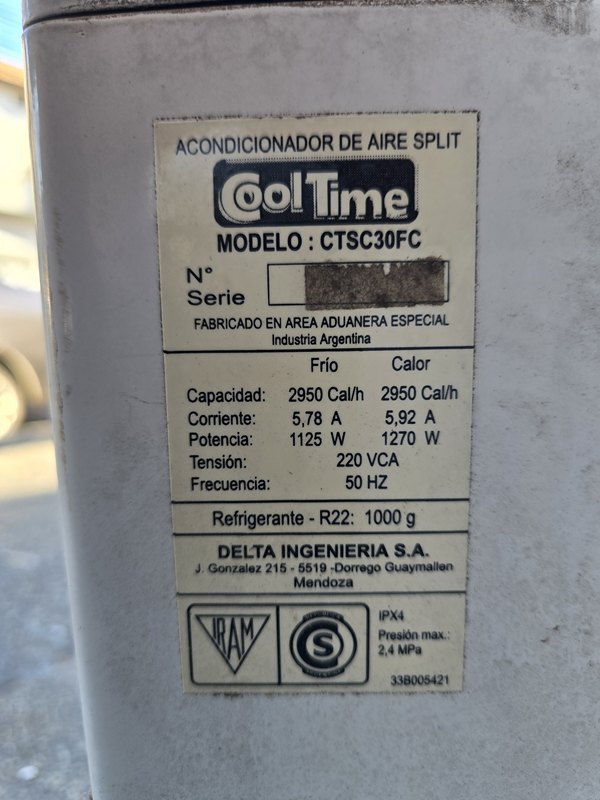 ACONDICIONADOR DE AIRE SPLIT
Cool Time
MODELO : CTSC30FC
N°
Serie
FABRICADO EN AREA ADUANERA ESPECIAL
Industria Argentina
Frío Calor
Capacidad: 2950 Cal/h 2950 Cal/h
Corriente: 5,78 A 5,92 A
Potencia: 1125 W 1270 W
Tensión: 220 VCA
Frecuencia: 50 HZ
Refrigerante - R22: 1000 g
DELTA INGENIERIA S.A.
J. Gonzalez 215 - 5519 -Dorrego Guaymallen
Mendoza
IRAM
S
IPX4
Presión max.:
2,4 MPa
33B005421